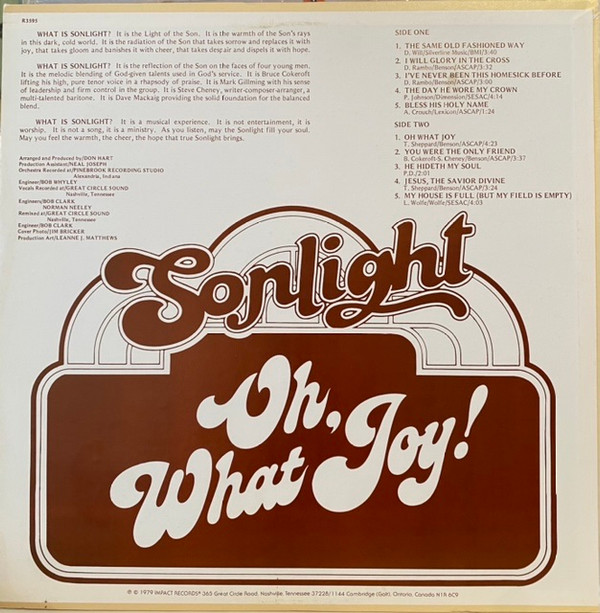 R3595
WHAT IS SONLIGHT? It is the Light of the Son. It is the warmth of the Son's rays
in this dark, cold world. It is the radiation of the Son that takes sorrow and replaces it with
joy, that takes gloom and banishes it with cheer, that takes despair and dispels it with hope.
WHAT IS SONLIGHT? It is the reflection of the Son on the faces of four young men.
It is the melodic blending of God-given talents used in God's service. It is Bruce Cokeroft
lifting his high, pure tenor voice in a rhapsody of praise. It is Mark Gillming with his sense
of leadership and firm control in the group. It is Steve Cheney, writer-composer-arranger, a
multi-talented baritone. It is Dave Mackaig providing the solid foundation for the balanced
blend.
WHAT IS SONLIGHT? It is a musical experience. It is not entertainment, it is
worship. It is not a song, it is a ministry. As you listen, may the Sonlight fill your soul.
May you feel the warmth, the cheer, the hope that true Sonlight brings.
Arranged and Produced by/DON HART
Production Assistant/NEAL JOSEPH
Orchestra Recorded at/PINEBROOK RECORDING STUDIO
Alexandria, Indiana
Engineer/BOB WHYLEY
Vocals Recorded at/GREAT CIRCLE SOUND
Nashville, Tennessee
Engineers/BOB CLARK
NORMAN NEELEY
Remixed at/GREAT CIRCLE SOUND
Nashville, Tennessee
Engineer/BOB CLARK
Cover Photo/JIM BRICKER
Production Art/LEANNE J. MATTHEWS
SIDE ONE
1. THE SAME OLD FASHIONED WAY
D. Will/Silverline Music/BMI/3:40
2. I WILL GLORY IN THE CROSS
D. Rambo/Benson/ASCAP/3:32
3. I'VE NEVER BEEN THIS HOMESICK BEFORE
D. Rambo/Benson/ASCAP/3:00
4. THE DAY HE WORE MY CROWN
P. Johnson/Dimension/SESAC/4:14
5. BLESS HIS HOLY NAME
A. Crouch/Lexicon/ASCAP/1:24
SIDE TWO
1. OH WHAT JOY
T. Sheppard/Benson/ASCAP/4:23
2. YOU WERE THE ONLY FRIEND
B. Cokeroft-S. Cheney/Benson/ASCAP/3:37
3. HE HIDETH MY SOUL
P.D./2:01
4. JESUS, THE SAVIOR DIVINE
T. Sheppard/Benson/ASCAP/3:24
5. MY HOUSE IS FULL (BUT MY FIELD IS EMPTY)
L. Wolfe/Wolfe/SESAC/4:03
Sonlight
Oh,
What Joy!
℗ © 1979 IMPACT RECORDS® 365 Great Circle Road, Nashville, Tennessee 37228/1144 Cambridge (Galt), Ontario, Canada N1R 6C9